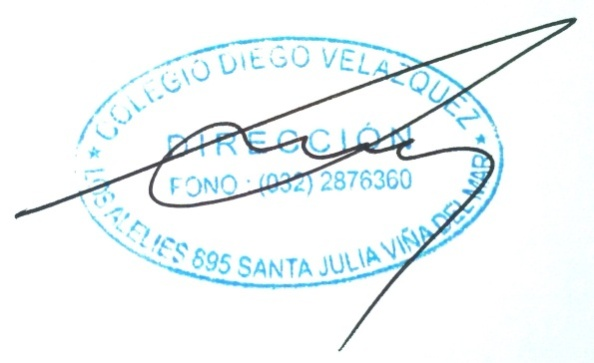 ★ COLEGIO DIEGO VELAZQUEZ ★
DIRECCIÓN
FONO : (032) 2876360
LOS ALELIES 695 SANTA JULIA VIÑA DEL MAR